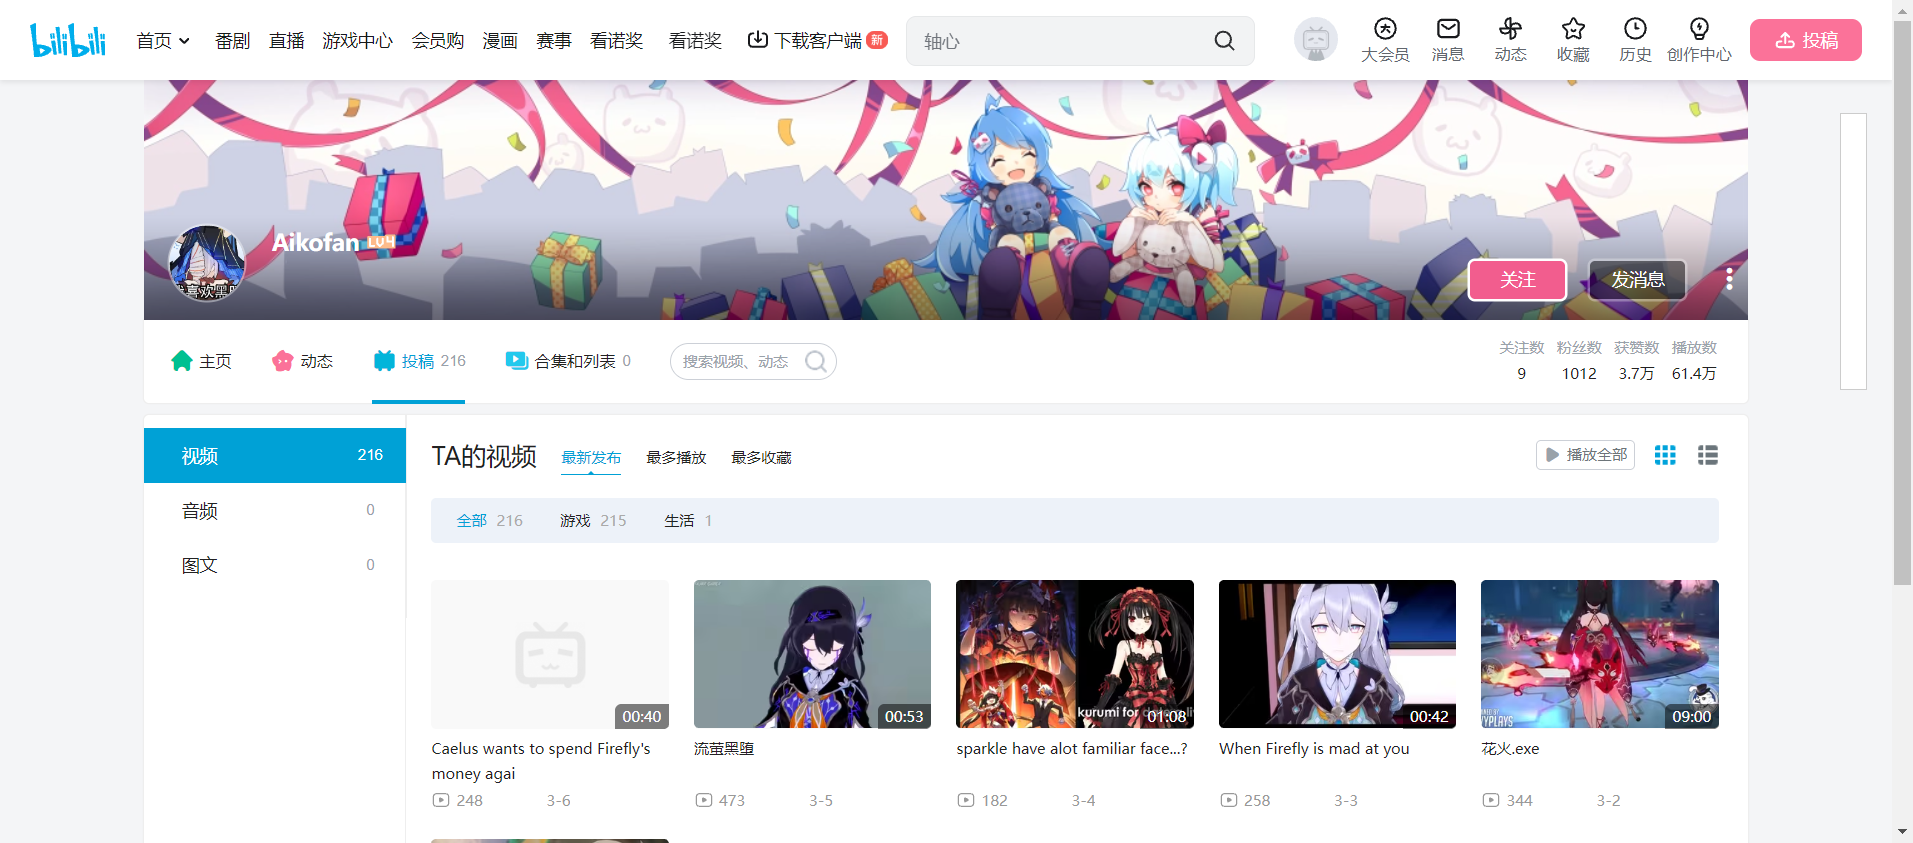 bilibili
首页 番剧 直播 游戏中心 会员购 漫画 赛事 看诺奖 看诺奖 下载客户端 新
轴心
大会员 消息 动态 收藏 历史 创作中心 投稿
Aikofan LV4
喜欢黑
关注 发消息
主页 动态 投稿 216 合集和列表 0 搜索视频、动态
关注数 粉丝数 获赞数 播放数
9 1012 3.7万 61.4万
视频 216
音频 0
图文 0
TA的视频 最新发布 最多播放 最多收藏 播放全部
全部 216 游戏 215 生活 1
00:40
Caelus wants to spend Firefly's
money agai
248 3-6
00:53
流萤黑堕
473 3-5
kurumi for
01:08
sparkle have alot familiar face...?
182 3-4
00:42
When Firefly is mad at you
258 3-3
09:00
花火.exe
344 3-2